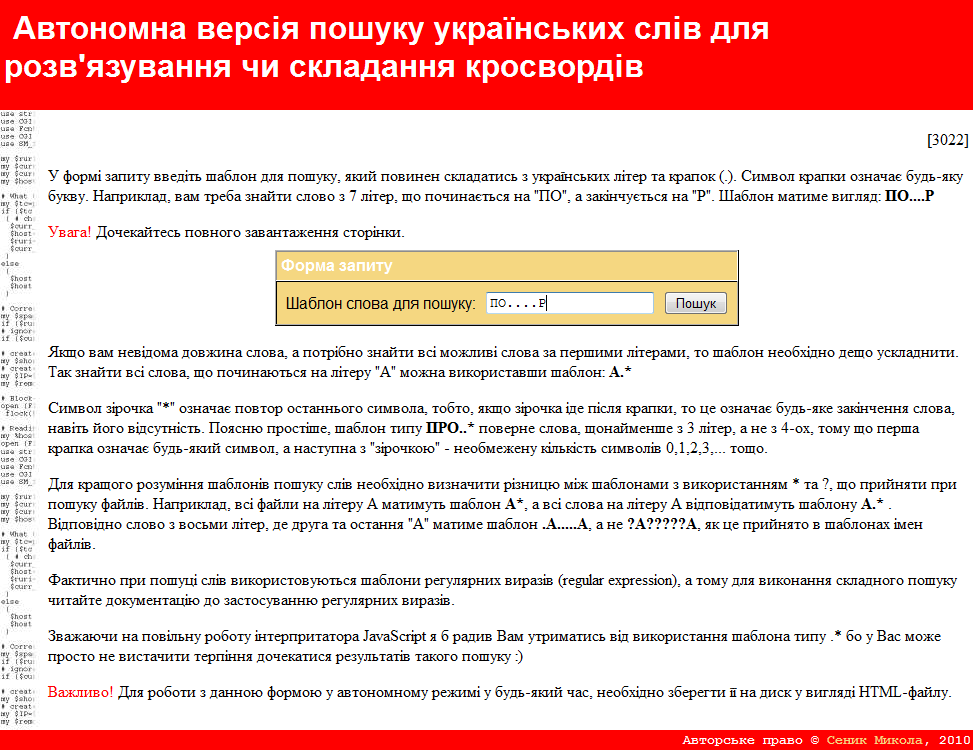 Автономна версія пошуку українських слів для
розв'язування чи складання кросвордів
[3022]
У формі запиту введіть шаблон для пошуку, який повинен складатись з українських літер та крапок (.). Символ крапки означає будь-яку
букву. Наприклад, вам треба знайти слово з 7 літер, що починається на "ПО", а закінчується на "Р". Шаблон матиме вигляд: ПО....Р
Увага! Дочекайтесь повного завантаження сторінки.
Форма запиту
Шаблон слова для пошуку: ПО....Р Пошук
Якщо вам невідома довжина слова, а потрібно знайти всі можливі слова за першими літерами, то шаблон необхідно дещо ускладнити.
Так знайти всі слова, що починаються на літеру "А" можна використавши шаблон: А.*
Символ зірочка "*" означає повтор останнього символа, тобто, якщо зірочка іде після крапки, то це означає будь-яке закінчення слова,
навіть його відсутність. Поясню простіше, шаблон типу ПРО..* поверне слова, щонайменше з 3 літер, а не з 4-ох, тому що перша
крапка означає будь-який символ, а наступна з "зірочкою" - необмежену кількість символів 0,1,2,3,... тощо.
Для кращого розуміння шаблонів пошуку слів необхідно визначити різницю між шаблонами з використанням * та ?, що прийняти при
пошуку файлів. Наприклад, всі файли на літеру А матимуть шаблон А*, а всі слова на літеру А відповідатимуть шаблону А.* .
Відповідно слово з восьми літер, де друга та остання "А" матиме шаблон .А.....А, а не ?А?????А, як це прийнято в шаблонах імен
файлів.
Фактично при пошуці слів використовуються шаблони регулярних виразів (regular expression), а тому для виконання складного пошуку
читайте документацію до застосуванню регулярних виразів.
Зважаючи на повільну роботу інтерпритатора JavaScript я б радив Вам утриматись від використання шаблона типу .* бо у Вас може
просто не вистачити терпіння дочекатися результатів такого пошуку :)
Важливо! Для роботи з данною формою у автономному режимі у будь-який час, необхідно зберегти її на диск у вигляді HTML-файлу.
Авторське право © Сеник Микола, 2010